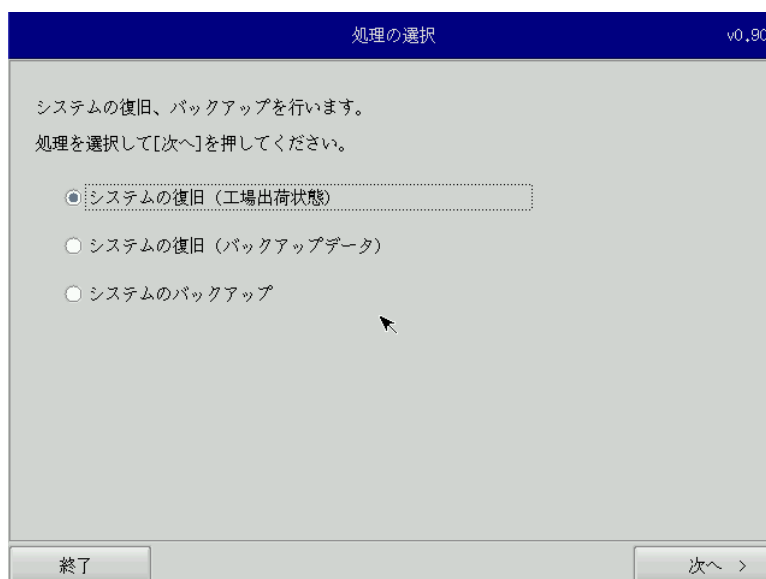 処理の選択
v0.90
システムの復旧、バックアップを行います。
処理を選択して[次へ]を押してください。
システムの復旧（工場出荷状態）
システムの復旧（バックアップデータ）
システムのバックアップ
終了
次へ >